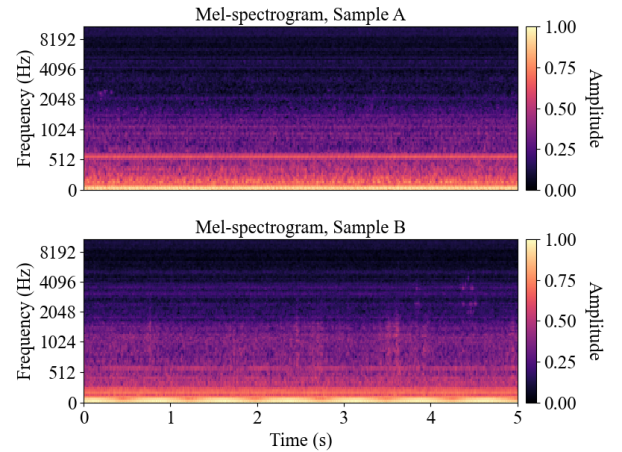 Mel-spectrogram, Sample A
Frequency (Hz)
8192
4096
2048
1024
512
0
1.00
0.75
0.50
0.25
0.00
Amplitude
Mel-spectrogram, Sample B
Frequency (Hz)
8192
4096
2048
1024
512
0
1.00
0.75
0.50
0.25
0.00
Amplitude
0 1 2 3 4 5
Time (s)